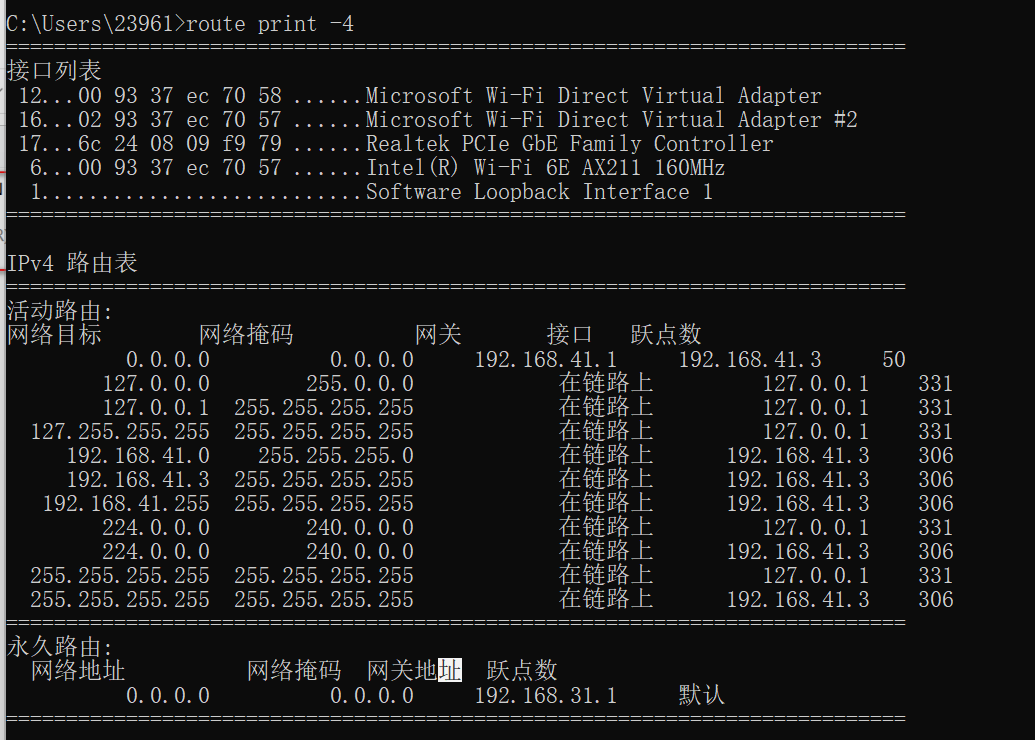 C:\Users\23961>route print -4
===========================================================================
接口列表
 12...00 93 37 ec 70 58 ......Microsoft Wi-Fi Direct Virtual Adapter
 16...02 93 37 ec 70 57 ......Microsoft Wi-Fi Direct Virtual Adapter #2
 17...6c 24 08 09 f9 79 ......Realtek PCIe GbE Family Controller
  6...00 93 37 ec 70 57 ......Intel(R) Wi-Fi 6E AX211 160MHz
  1...........................Software Loopback Interface 1
===========================================================================
IPv4 路由表
===========================================================================
活动路由:
网络目标        网络掩码          网关       接口   跃点数
          0.0.0.0          0.0.0.0     192.168.41.1     192.168.41.3     50
        127.0.0.0        255.0.0.0            在链路上         127.0.0.1    331
        127.0.0.1  255.255.255.255            在链路上         127.0.0.1    331
  127.255.255.255  255.255.255.255            在链路上         127.0.0.1    331
     192.168.41.0    255.255.255.0            在链路上      192.168.41.3    306
     192.168.41.3  255.255.255.255            在链路上      192.168.41.3    306
   192.168.41.255  255.255.255.255            在链路上      192.168.41.3    306
        224.0.0.0        240.0.0.0            在链路上         127.0.0.1    331
        224.0.0.0        240.0.0.0            在链路上      192.168.41.3    306
  255.255.255.255  255.255.255.255            在链路上         127.0.0.1    331
  255.255.255.255  255.255.255.255            在链路上      192.168.41.3    306
===========================================================================
永久路由:
  网络地址          网络掩码  网关地址  跃点数
          0.0.0.0          0.0.0.0     192.168.31.1     默认
===========================================================================